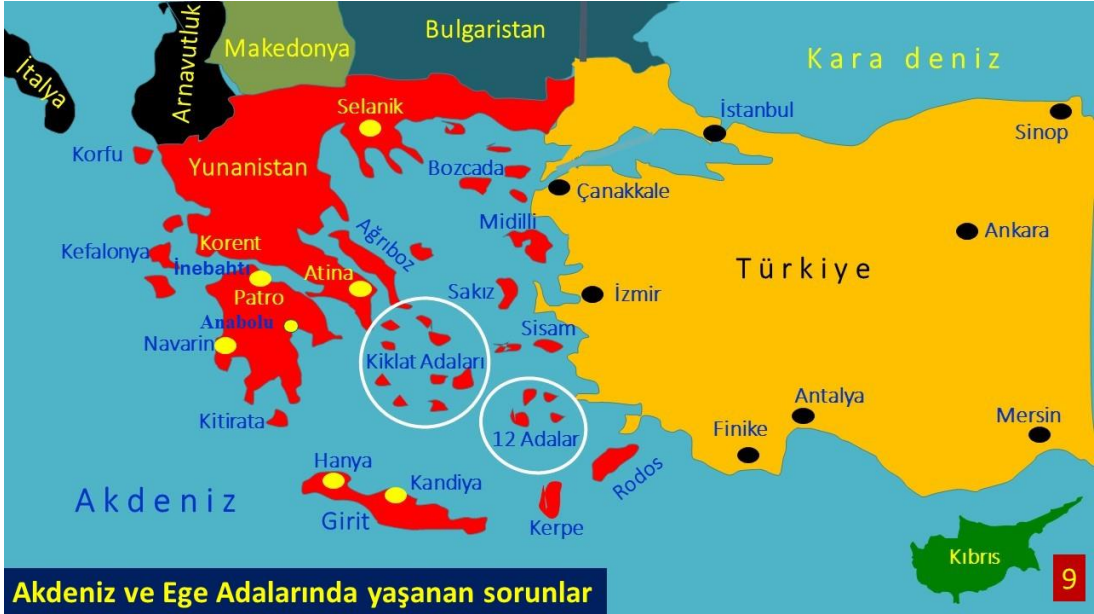 Bulgaristan
Makedonya
Arnavutluk
İtalya
Kara deniz
Selanik
İstanbul
Sinop
Korfu
Yunanistan
Bozcada
Çanakkale
Midilli
Ağrıboz
Ankara
Kefalonya
Korent
İnebahtı
Atina
Türkiye
Sakız
İzmir
Patro
Anabolu
Sisam
Navarin
Kiklat Adaları
Antalya
Mersin
Kitirata
12 Adalar
Finike
Hanya
Kandiya
Rodos
Akdeniz
Girit
Kerpe
Kıbrıs
Akdeniz ve Ege Adalarında yaşanan sorunlar
9